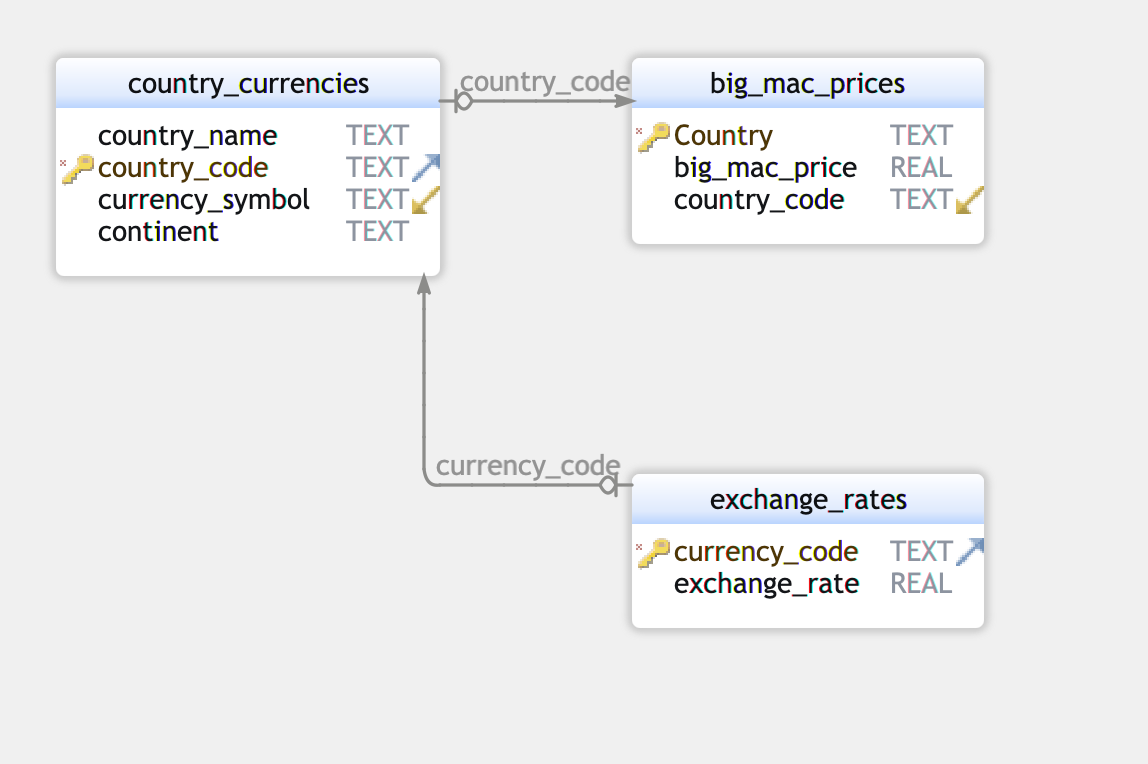 country_currencies
country_name TEXT
country_code TEXT
currency_symbol TEXT
continent TEXT
country_code
big_mac_prices
Country TEXT
big_mac_price REAL
country_code TEXT
currency_code
exchange_rates
currency_code TEXT
exchange_rate REAL